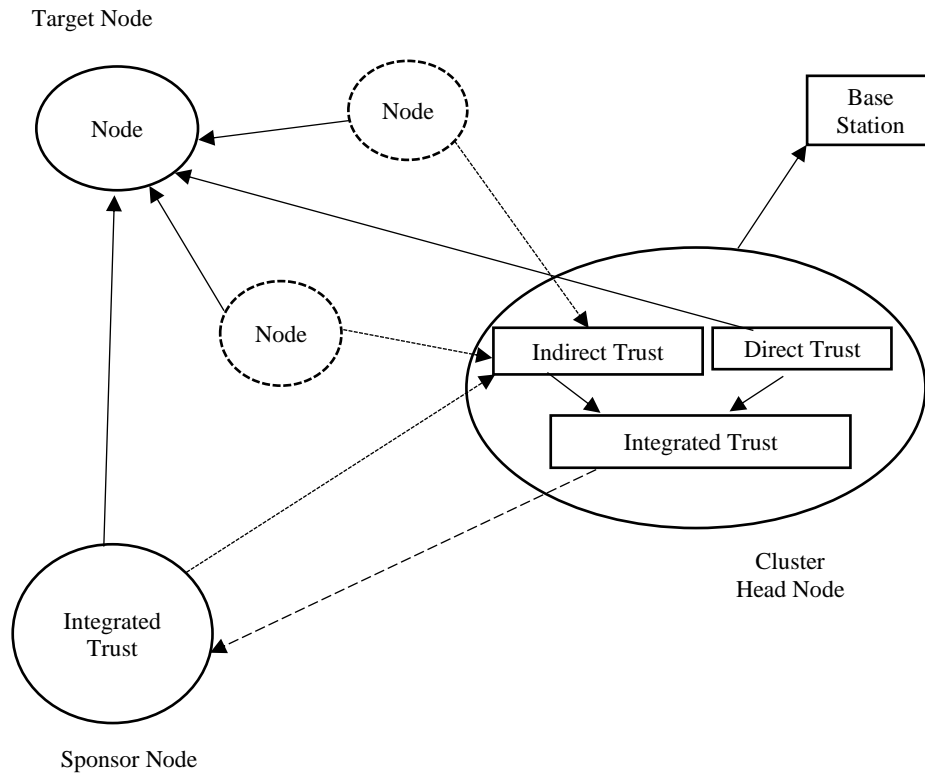 Target Node
Node
Node
Base
Station
Node
Indirect Trust
Direct Trust
Integrated Trust
Cluster
Head Node
Integrated
Trust
Sponsor Node